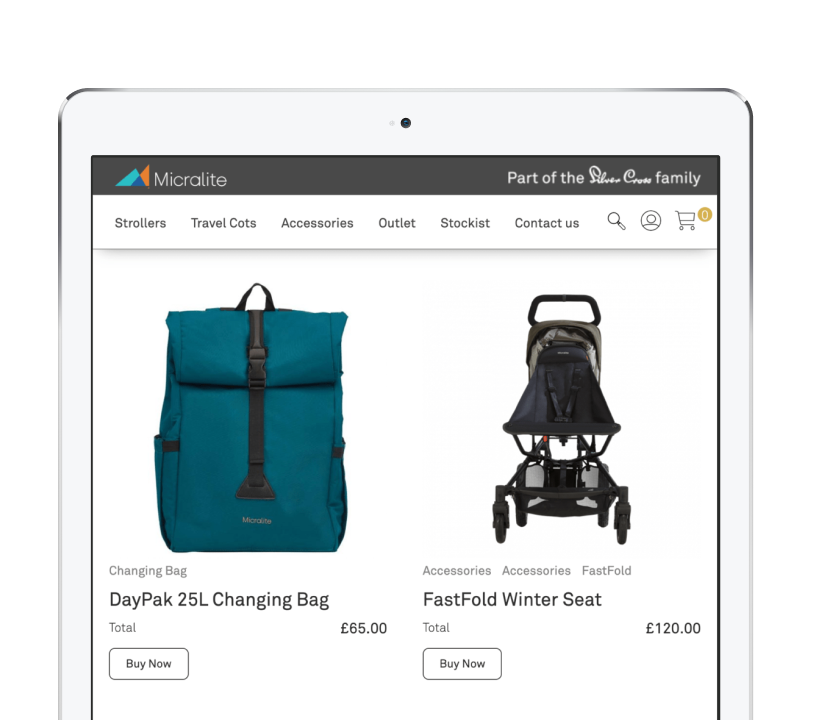 Micralite
Part of the Silver Cross family
Strollers Travel Cots Accessories Outlet Stockist Contact us 0
Micralite
Changing Bag
DayPak 25L Changing Bag
Total £65.00
Buy Now
Accessories Accessories FastFold
FastFold Winter Seat
Total £120.00
Buy Now